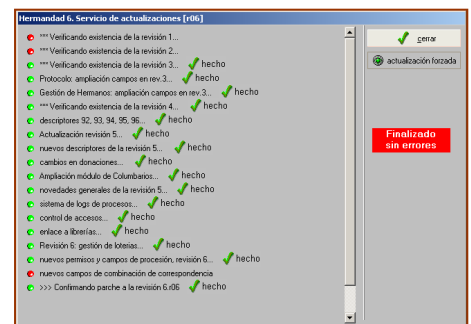 Hermandad 6. Servicio de actualizaciones [r06]
*** Verificando existencia de la revisión 1...
*** Verificando existencia de la revisión 2...
*** Verificando existencia de la revisión 3... hecho
Protocolo: ampliación campos en rev.3... hecho
Gestión de Hermanos: ampliación campos en rev.3... hecho
*** Verificando existencia de la revisión 4... hecho
descriptores 92, 93, 94, 95, 96... hecho
Actualización revisión 5... hecho
nuevos descriptores de la revisión 5... hecho
cambios en donaciones... hecho
Ampliación módulo de Columbarios... hecho
novedades generales de la revisión 5... hecho
sistema de logs de procesos... hecho
control de accesos... hecho
enlace a librerías... hecho
Revisión 6: gestión de loterias... hecho
nuevos permisos y campos de procesión, revisión 6... hecho
nuevos campos de combinación de correspondencia
>>> Confirmando parche a la revisión 6.r06 hecho
cerrar
actualización forzada
Finalizado
sin errores